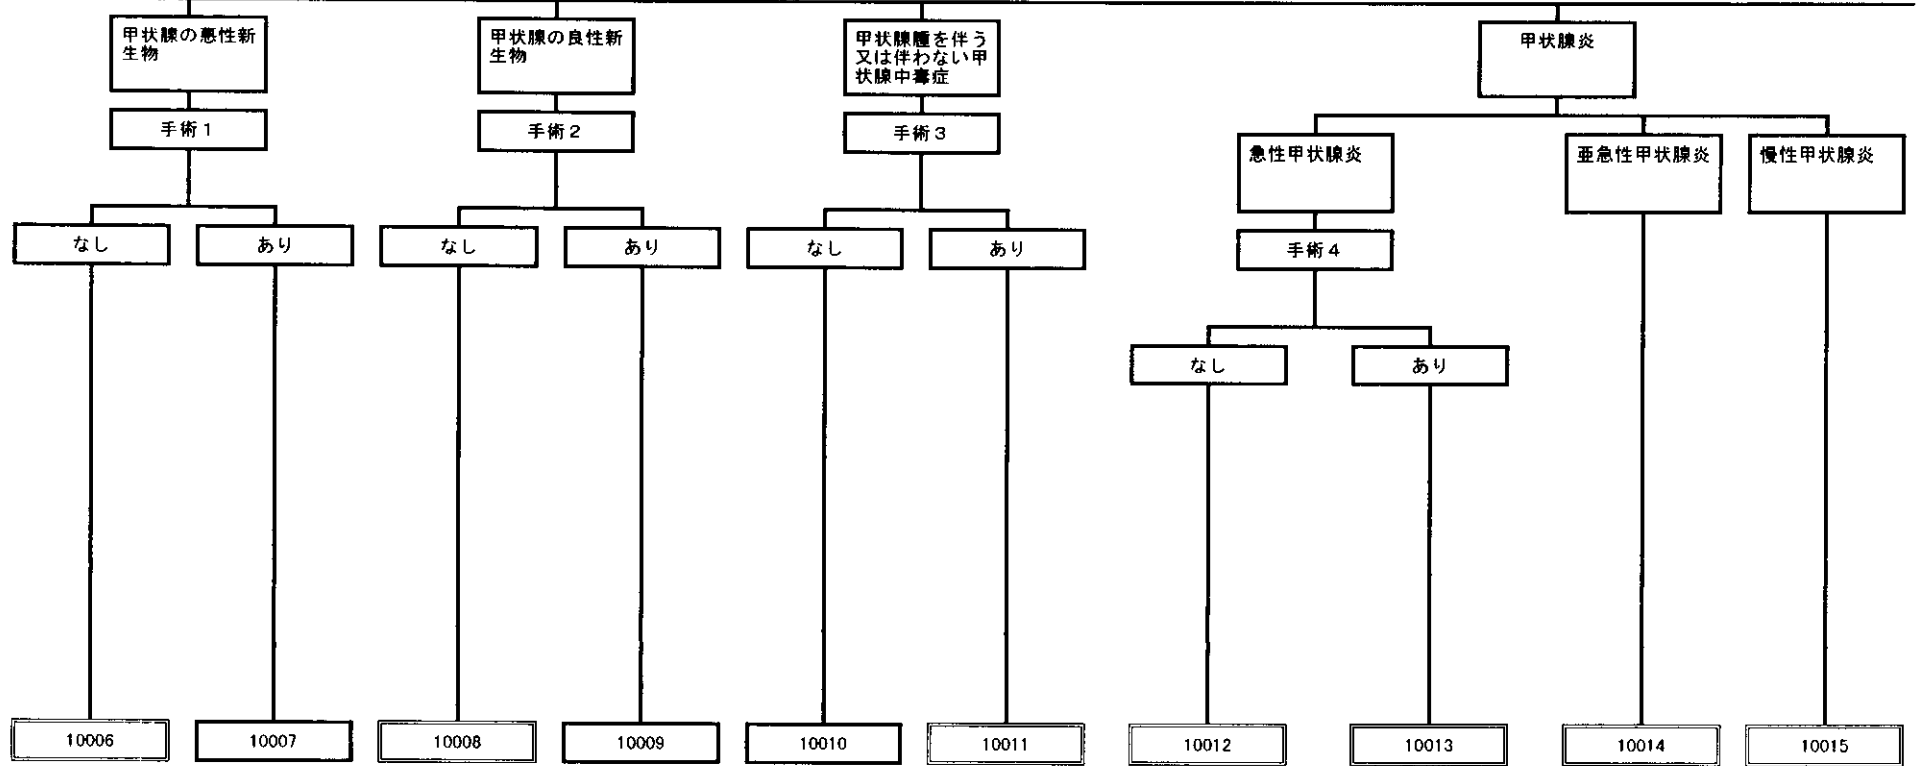 甲状腺の悪性新
生物
甲状腺の良性新
生物
甲状腺腫を伴う
又は伴わない甲
状腺中毒症
甲状腺炎
手術1
手術2
手術3
急性甲状腺炎
亜急性甲状腺炎
慢性甲状腺炎
なし
あり
なし
あり
なし
あり
手術4
なし
あり
10006
10007
10008
10009
10010
10011
10012
10013
10014
10015